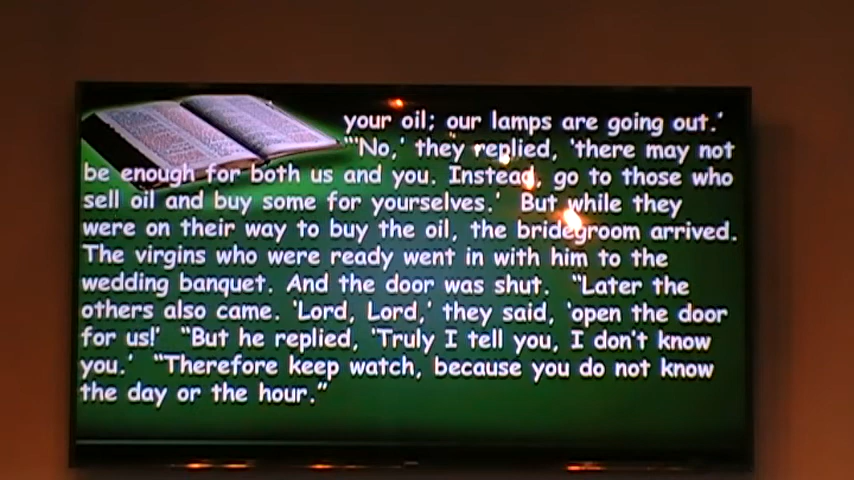 your oil; our lamps are going out.'
"'No,' they replied, 'there may not
be enough for both us and you. Instead, go to those who
sell oil and buy some for yourselves.' But while they
were on their way to buy the oil, the bridegroom arrived.
The virgins who were ready went in with him to the
wedding banquet. And the door was shut. "Later the
others also came. 'Lord, Lord,' they said, 'open the door
for us!' "But he replied, 'Truly I tell you, I don't know
you.' "Therefore keep watch, because you do not know
the day or the hour."